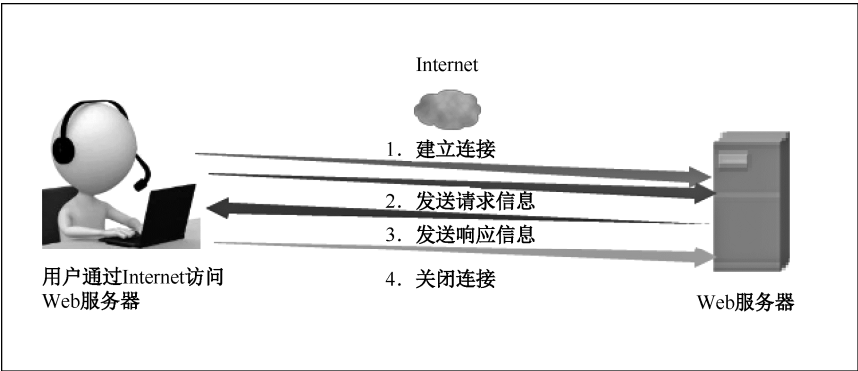 Internet
1．建立连接
2．发送请求信息
3．发送响应信息
4．关闭连接
用户通过Internet访问
Web服务器
Web服务器